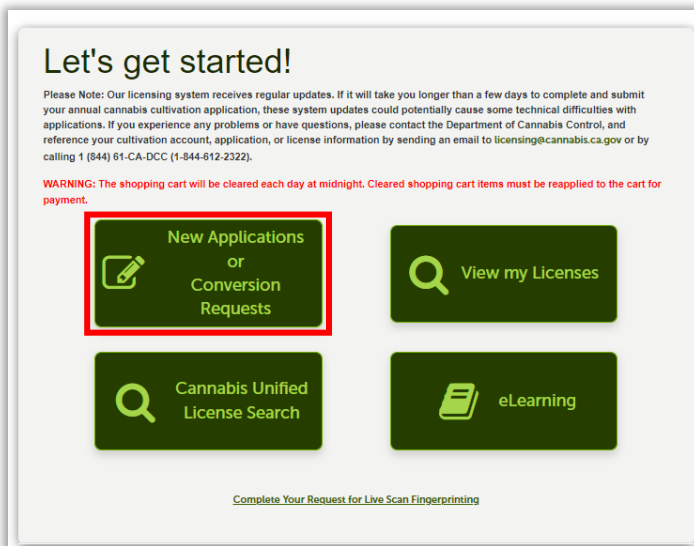 Let's get started!
Please Note: Our licensing system receives regular updates. If it will take you longer than a few days to complete and submit
your annual cannabis cultivation application, these system updates could potentially cause some technical difficulties with
applications. If you experience any problems or have questions, please contact the Department of Cannabis Control, and
reference your cultivation account, application, or license information by sending an email to licensing@cannabis.ca.gov or by
calling 1 (844) 61-CA-DCC (1-844-612-2322).
WARNING: The shopping cart will be cleared each day at midnight. Cleared shopping cart items must be reapplied to the cart for
payment.
New Applications
or
Conversion
Requests
View my Licenses
Cannabis Unified
License Search
eLearning
Complete Your Request for Live Scan Fingerprinting